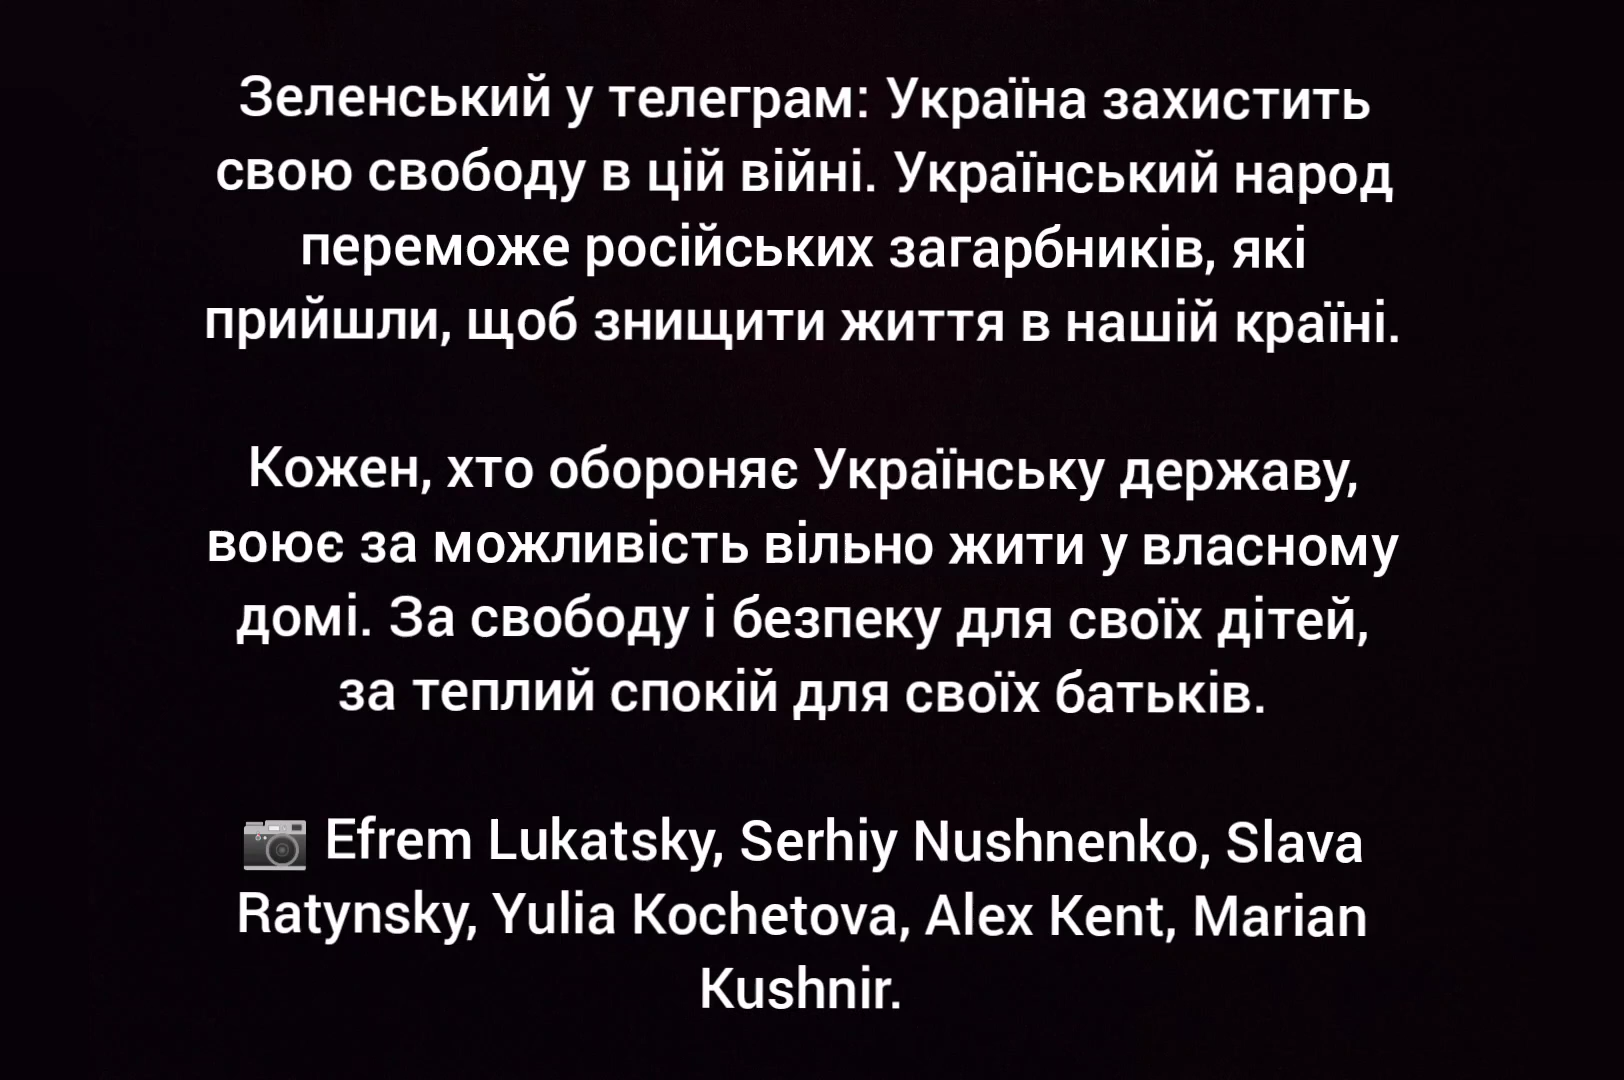 Зеленський у телеграм: Україна захистить
свою свободу в цій війні. Український народ
переможе російських загарбників, які
прийшли, щоб знищити життя в нашій країні.
Кожен, хто обороняє Українську державу,
воює за можливість вільно жити у власному
домі. За свободу і безпеку для своїх дітей,
за теплий спокій для своїх батьків.
📷 Efrem Lukatsky, Serhiy Nushnenko, Slava
Ratynsky, Yulia Kochetova, Alex Kent, Marian
Kushnir.